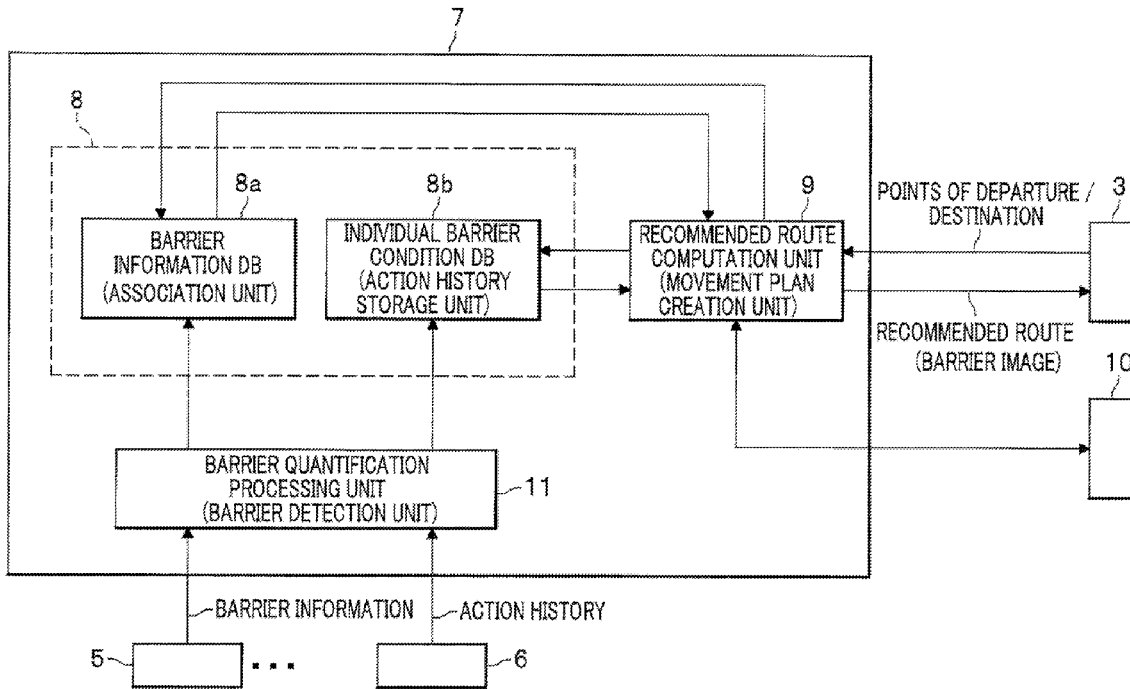 7
8
8a
8b
9
3
BARRIER
INFORMATION DB
(ASSOCIATION UNIT)
INDIVIDUAL BARRIER
CONDITION DB
(ACTION HISTORY
STORAGE UNIT)
RECOMMENDED ROUTE
COMPUTATION UNIT
(MOVEMENT PLAN
CREATION UNIT)
POINTS OF DEPARTURE /
DESTINATION
RECOMMENDED ROUTE
(BARRIER IMAGE)
10
BARRIER QUANTIFICATION
PROCESSING UNIT
(BARRIER DETECTION UNIT)
11
BARRIER INFORMATION
ACTION HISTORY
5
...
6